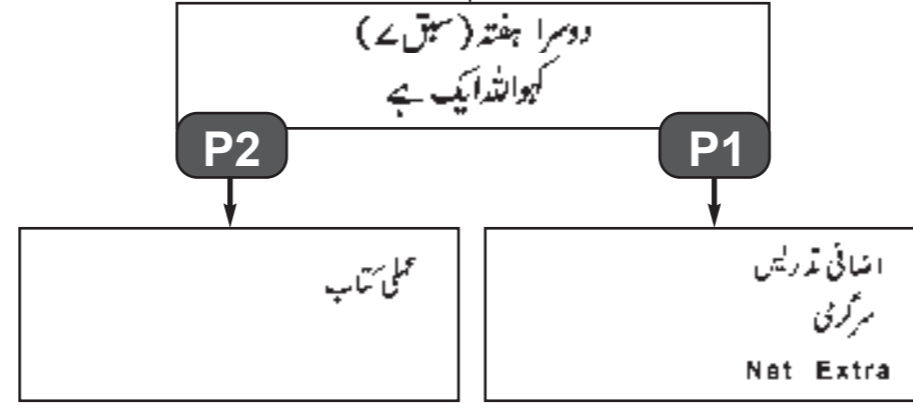 دوسرا ہفتہ (سبق ۷)
کہو اللہ ایک ہے
P1
P2
اضافی تدریس
سرگرمی
Net Extra
عملی کتاب